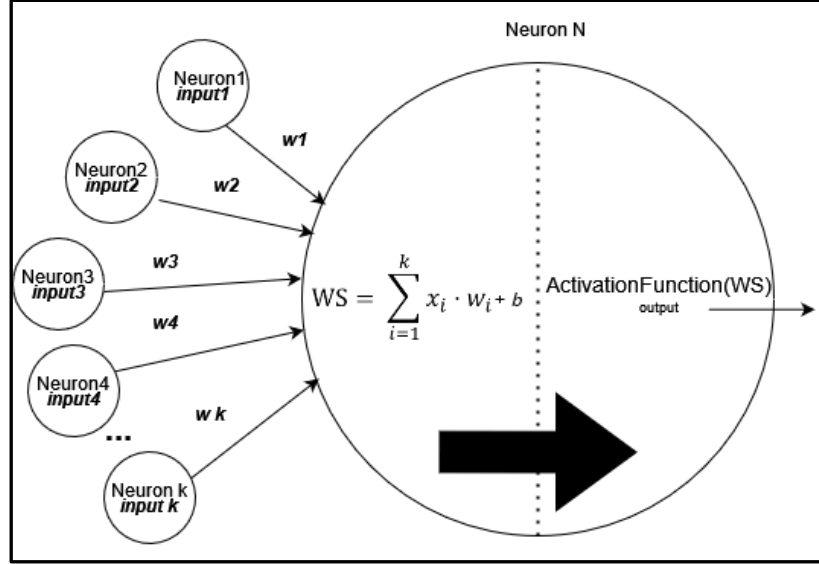 Neuron N
Neuron1
input1
w1
Neuron2
input2
w2
Neuron3
input3
w3
Neuron4
input4
w4
...
Neuron k
input k
w k
k
WS = ∑ x_i · w_i + b
i=1
ActivationFunction(WS)
output